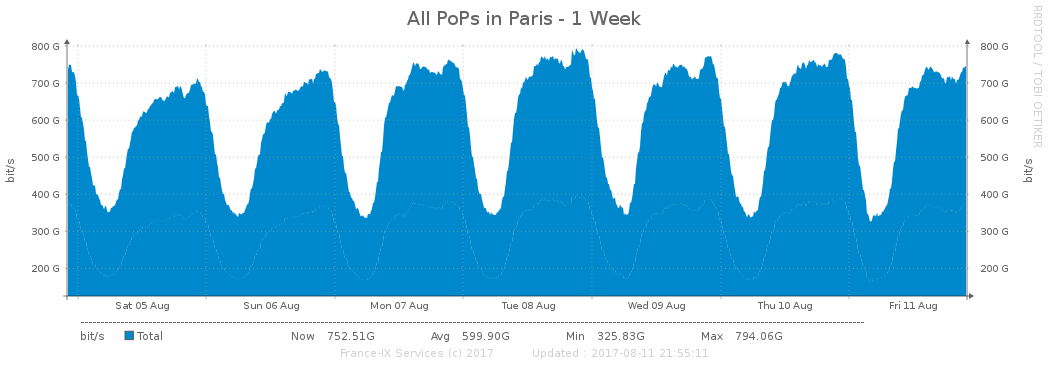 All PoPs in Paris - 1 Week
RRDTOOL / TOBI OETIKER
bit/s
800 G
700 G
600 G
500 G
400 G
300 G
200 G
800 G
700 G
600 G
500 G
400 G
300 G
200 G
bit/s
Sat 05 Aug Sun 06 Aug Mon 07 Aug Tue 08 Aug Wed 09 Aug Thu 10 Aug Fri 11 Aug
bit/s Total Now 752.51G Avg 599.90G Min 325.83G Max 794.06G
France-IX Services (c) 2017 Updated : 2017-08-11 21:55:11